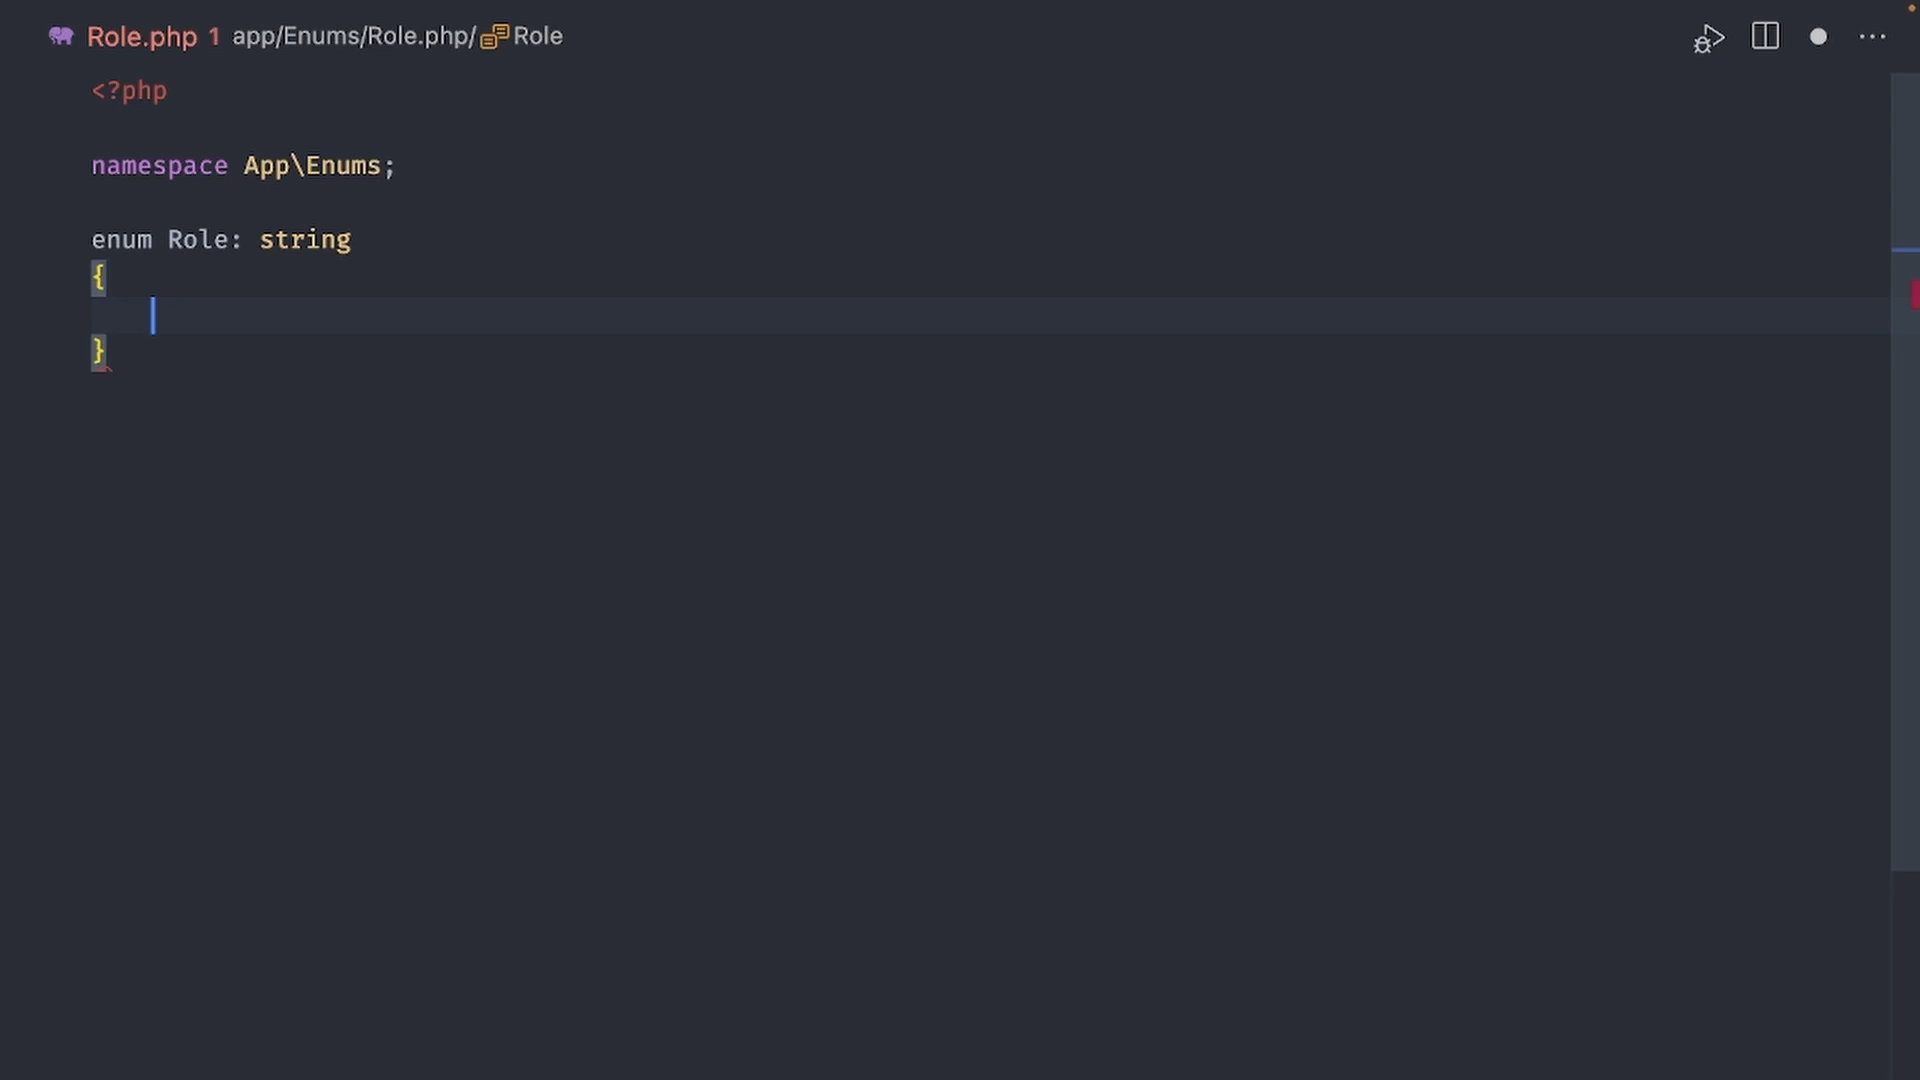 Role.php 1 app/Enums/Role.php/Role
<?php
namespace App\Enums;
enum Role: string
{
}